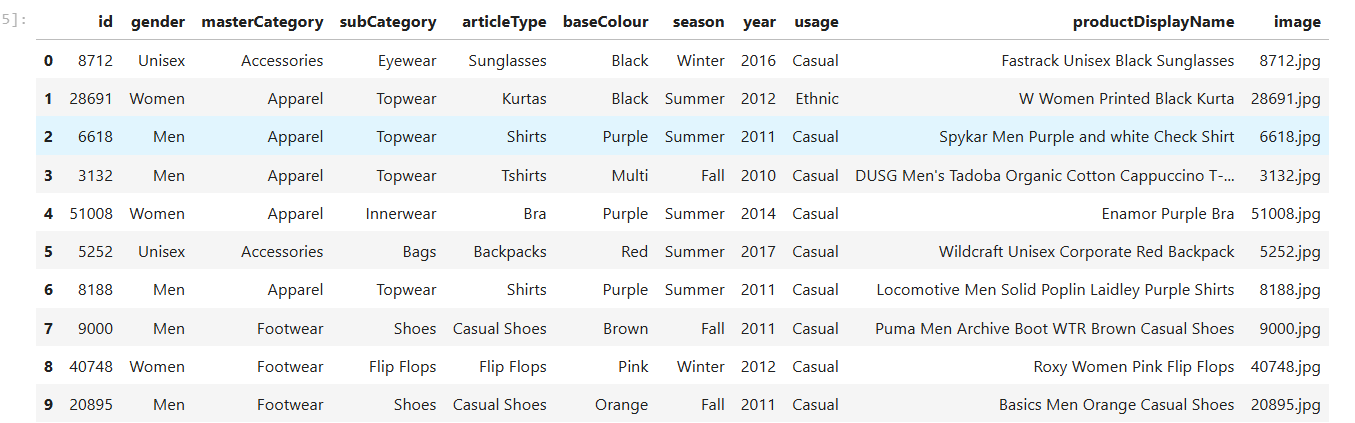 5]:
id gender masterCategory subCategory articleType baseColour season year usage productDisplayName image
0 8712 Unisex Accessories Eyewear Sunglasses Black Winter 2016 Casual Fastrack Unisex Black Sunglasses 8712.jpg
1 28691 Women Apparel Topwear Kurtas Black Summer 2012 Ethnic W Women Printed Black Kurta 28691.jpg
2 6618 Men Apparel Topwear Shirts Purple Summer 2011 Casual Spykar Men Purple and white Check Shirt 6618.jpg
3 3132 Men Apparel Topwear Tshirts Multi Fall 2010 Casual DUSG Men's Tadoba Organic Cotton Cappuccino T-... 3132.jpg
4 51008 Women Apparel Innerwear Bra Purple Summer 2014 Casual Enamor Purple Bra 51008.jpg
5 5252 Unisex Accessories Bags Backpacks Red Summer 2017 Casual Wildcraft Unisex Corporate Red Backpack 5252.jpg
6 8188 Men Apparel Topwear Shirts Purple Summer 2011 Casual Locomotive Men Solid Poplin Laidley Purple Shirts 8188.jpg
7 9000 Men Footwear Shoes Casual Shoes Brown Fall 2011 Casual Puma Men Archive Boot WTR Brown Casual Shoes 9000.jpg
8 40748 Women Footwear Flip Flops Flip Flops Pink Winter 2012 Casual Roxy Women Pink Flip Flops 40748.jpg
9 20895 Men Footwear Shoes Casual Shoes Orange Fall 2011 Casual Basics Men Orange Casual Shoes 20895.jpg